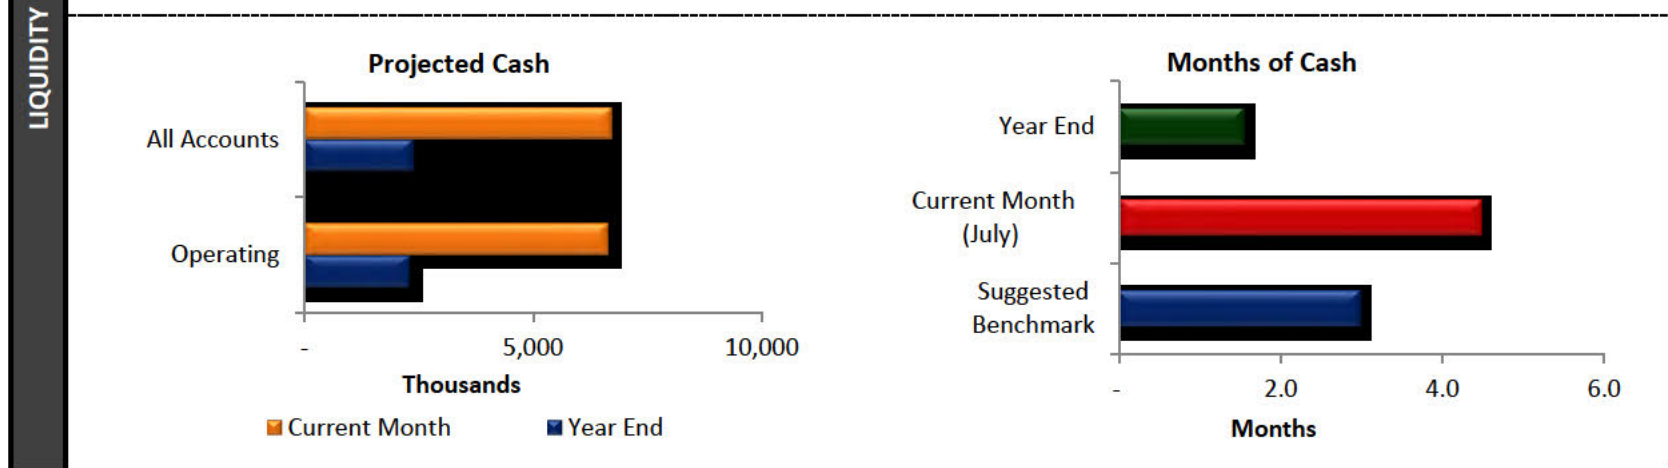 LIQUIDITY
Projected Cash
All Accounts
Operating
-
5,000
10,000
Thousands
Current Month
Year End
Months of Cash
Year End
Current Month
(July)
Suggested
Benchmark
-
2.0
4.0
6.0
Months